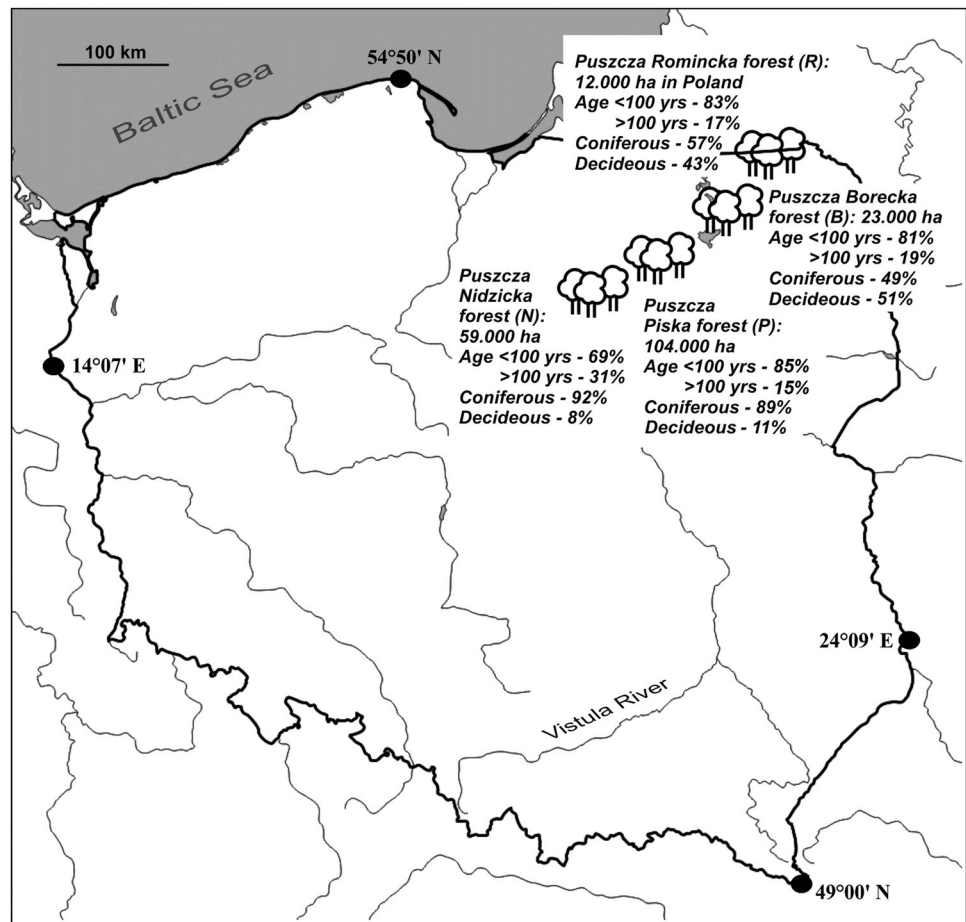 100 km
Baltic Sea
54°50' N
Puszcza Romincka forest (R):
12.000 ha in Poland
Age <100 yrs - 83%
>100 yrs - 17%
Coniferous - 57%
Decideous - 43%
Puszcza Borecka
forest (B): 23.000 ha
Age <100 yrs - 81%
>100 yrs - 19%
Coniferous - 49%
Decideous - 51%
Puszcza
Nidzicka
forest (N):
59.000 ha
Age <100 yrs - 69%
>100 yrs - 31%
Coniferous - 92%
Decideous - 8%
Puszcza
Piska forest (P):
104.000 ha
Age <100 yrs - 85%
>100 yrs - 15%
Coniferous - 89%
Decideous - 11%
14°07' E
24°09' E
Vistula River
49°00' N